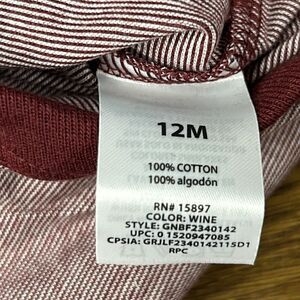 12M
100% COTTON
100% algodón
RN# 15897
COLOR: WINE
STYLE: GNBF2340142
UPC: 0 1520947085
CPSIA: GRJLF2340142115D1
RPC